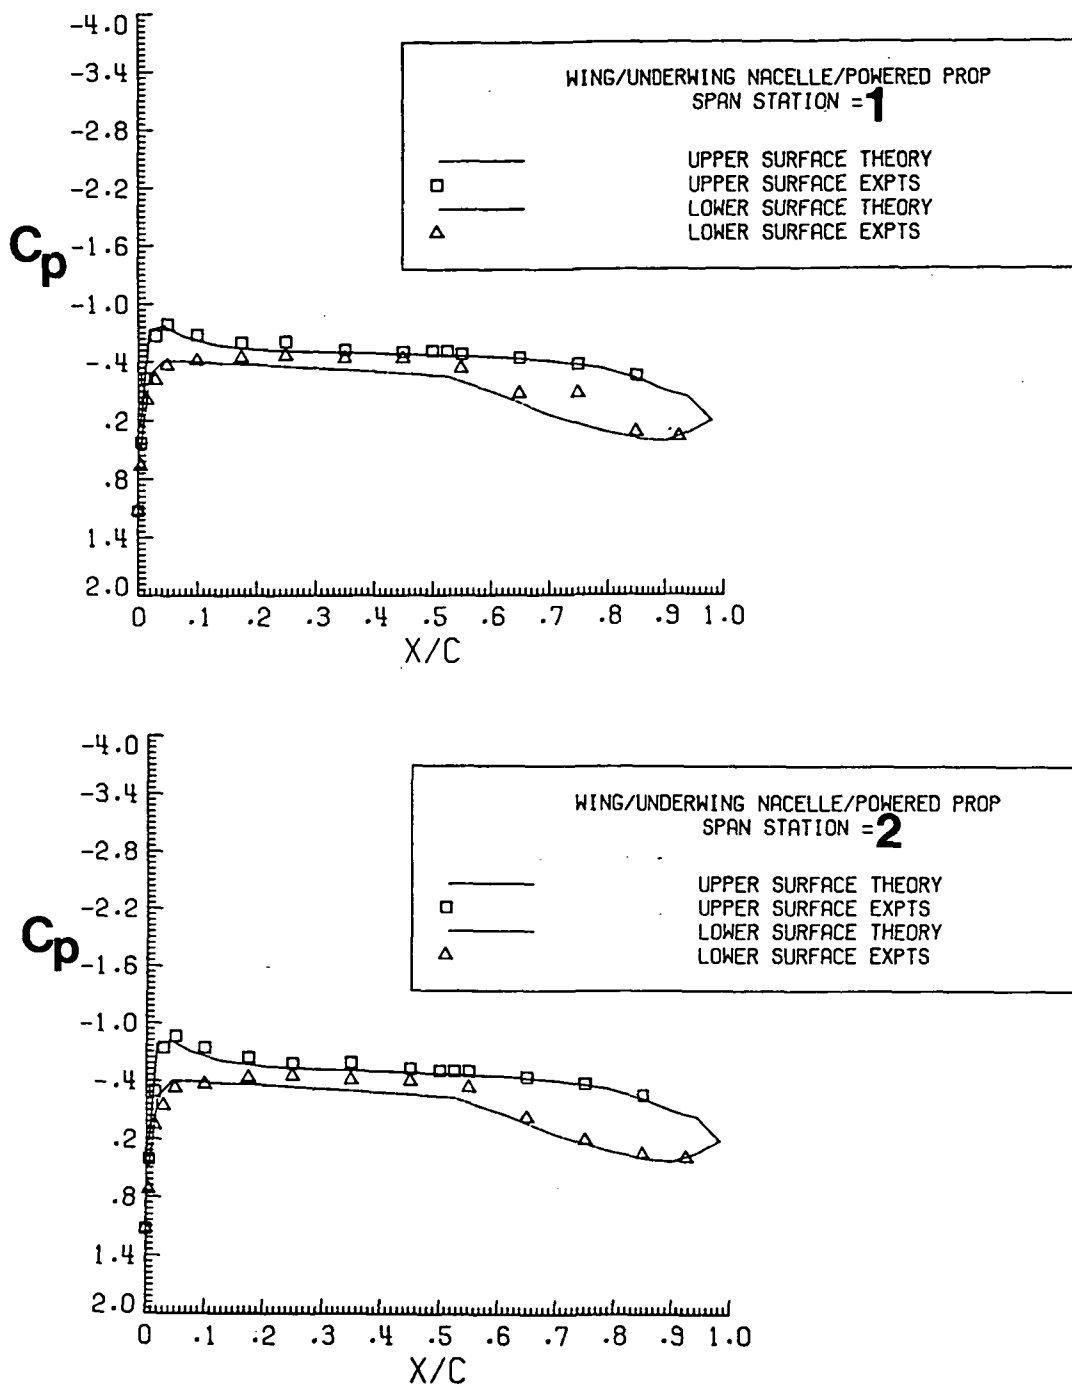 -4.0
-3.4
-2.8
-2.2
-1.6
-1.0
-.4
.2
.8
1.4
2.0
Cp
WING/UNDERWING NACELLE/POWERED PROP
SPAN STATION =1
UPPER SURFACE THEORY
UPPER SURFACE EXPTS
LOWER SURFACE THEORY
LOWER SURFACE EXPTS
0 .1 .2 .3 .4 .5 .6 .7 .8 .9 1.0
X/C
-4.0
-3.4
-2.8
-2.2
-1.6
-1.0
-.4
.2
.8
1.4
2.0
Cp
WING/UNDERWING NACELLE/POWERED PROP
SPAN STATION =2
UPPER SURFACE THEORY
UPPER SURFACE EXPTS
LOWER SURFACE THEORY
LOWER SURFACE EXPTS
0 .1 .2 .3 .4 .5 .6 .7 .8 .9 1.0
X/C